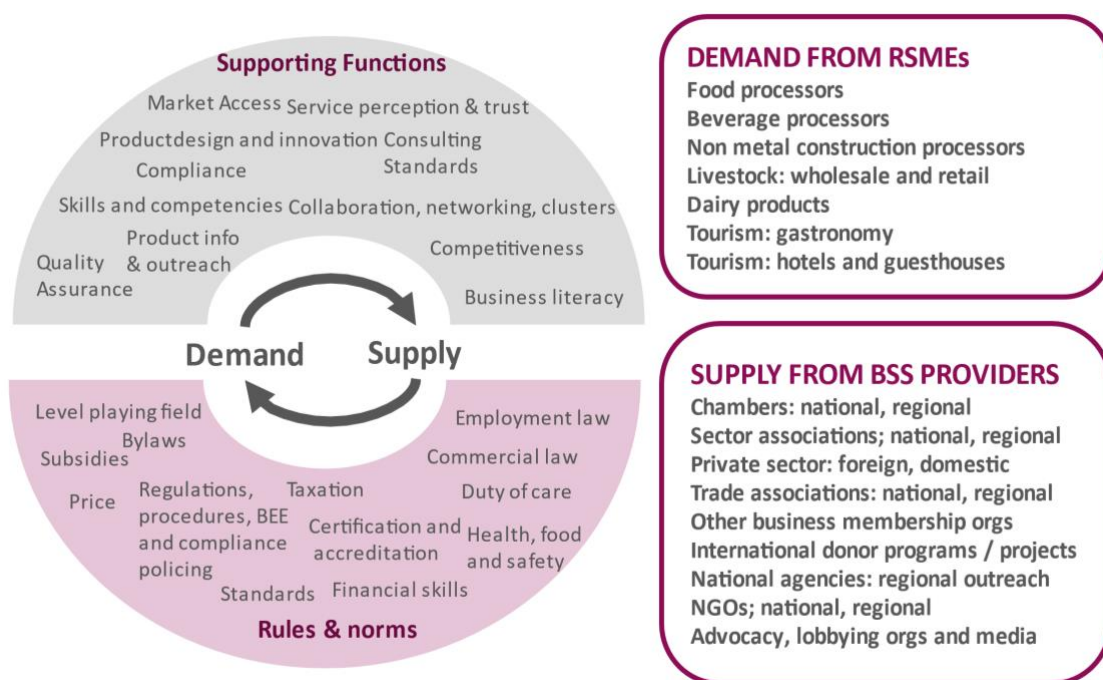 Supporting Functions
Market Access
Service perception & trust
Productdesign and innovation
Consulting
Standards
Compliance
Skills and competencies
Collaboration, networking, clusters
Product info
& outreach
Competitiveness
Quality
Assurance
Business literacy
Demand
Supply
Level playing field
Bylaws
Subsidies
Employment law
Commercial law
Price
Regulations,
procedures, BEE
and compliance
policing
Taxation
Duty of care
Certification and
accreditation
Health, food
and safety
Standards
Financial skills
Rules & norms
DEMAND FROM RSMEs
Food processors
Beverage processors
Non metal construction processors
Livestock: wholesale and retail
Dairy products
Tourism: gastronomy
Tourism: hotels and guesthouses
SUPPLY FROM BSS PROVIDERS
Chambers: national, regional
Sector associations; national, regional
Private sector: foreign, domestic
Trade associations: national, regional
Other business membership orgs
International donor programs / projects
National agencies: regional outreach
NGOs; national, regional
Advocacy, lobbying orgs and media